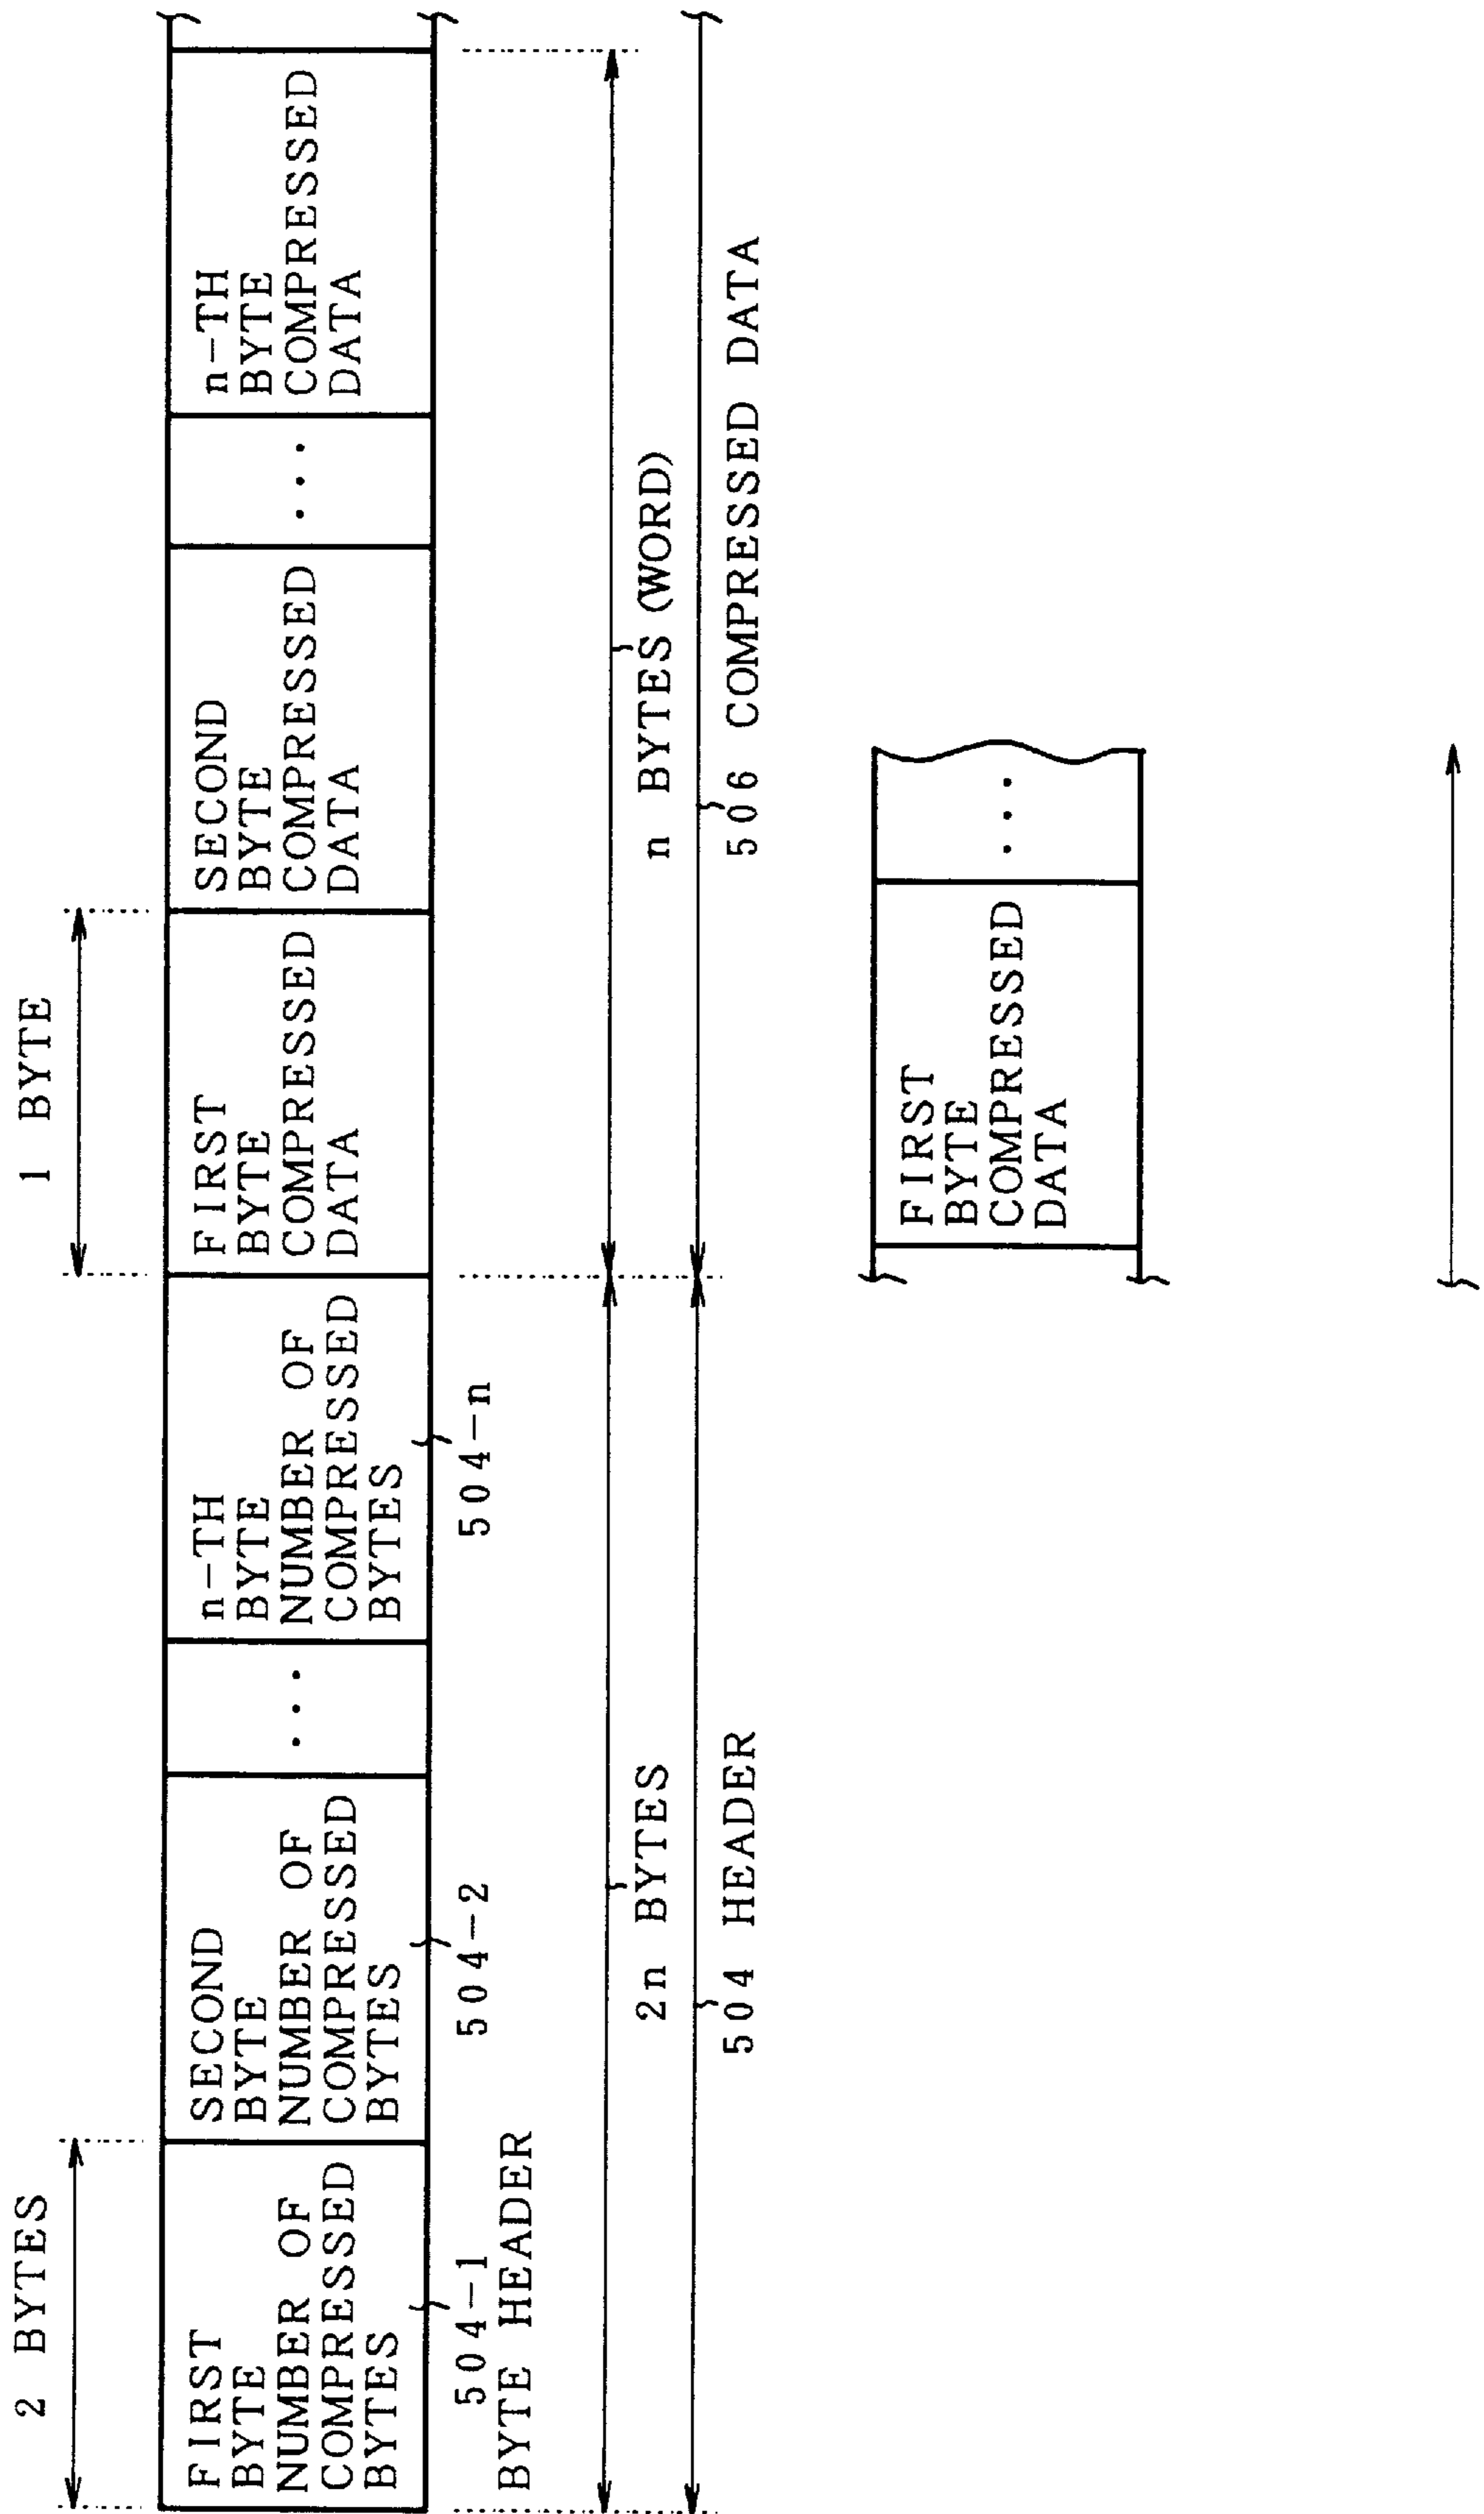 2 BYTES
1 BYTE
FIRST
BYTE
NUMBER OF
COMPRESSED
BYTES
SECOND
BYTE
NUMBER OF
COMPRESSED
BYTES
...
n-TH
BYTE
NUMBER OF
COMPRESSED
BYTES
FIRST
BYTE
COMPRESSED
DATA
SECOND
BYTE
COMPRESSED
DATA
...
n-TH
BYTE
COMPRESSED
DATA
504-1
BYTE HEADER
504-2
504-n
2n BYTES
n BYTES (WORD)
504 HEADER
506 COMPRESSED DATA
FIRST
BYTE
COMPRESSED
DATA
...